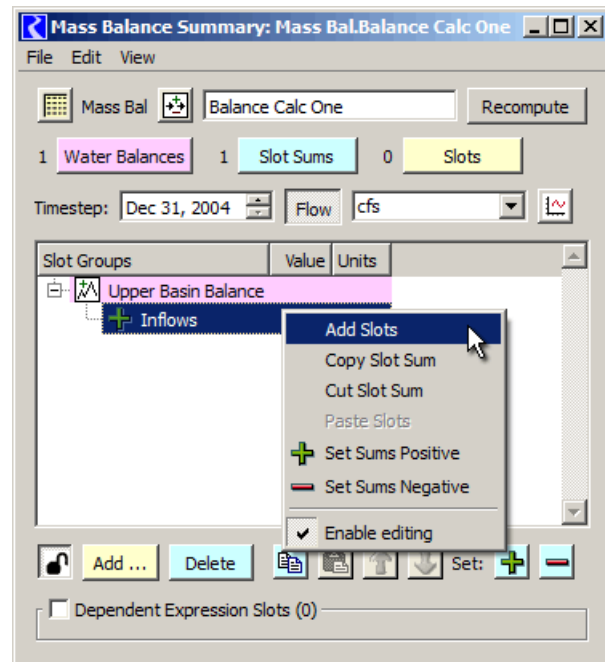 Mass Balance Summary: Mass Bal.Balance Calc One
File Edit View
Mass Bal Balance Calc One Recompute
1 Water Balances 1 Slot Sums 0 Slots
Timestep: Dec 31, 2004 Flow cfs
Slot Groups Value Units
Upper Basin Balance
Inflows
Add Slots
Copy Slot Sum
Cut Slot Sum
Paste Slots
Set Sums Positive
Set Sums Negative
Enable editing
Add ... Delete Set:
Dependent Expression Slots (0)